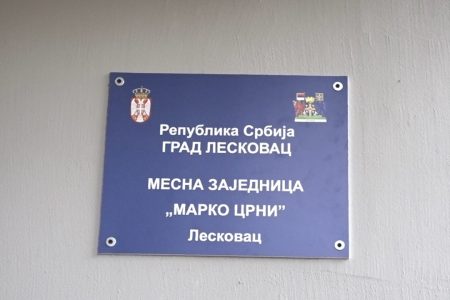 Република Србија
ГРАД ЛЕСКОВАЦ
МЕСНА ЗАЈЕДНИЦА
„МАРКО ЦРНИ”
Лесковац